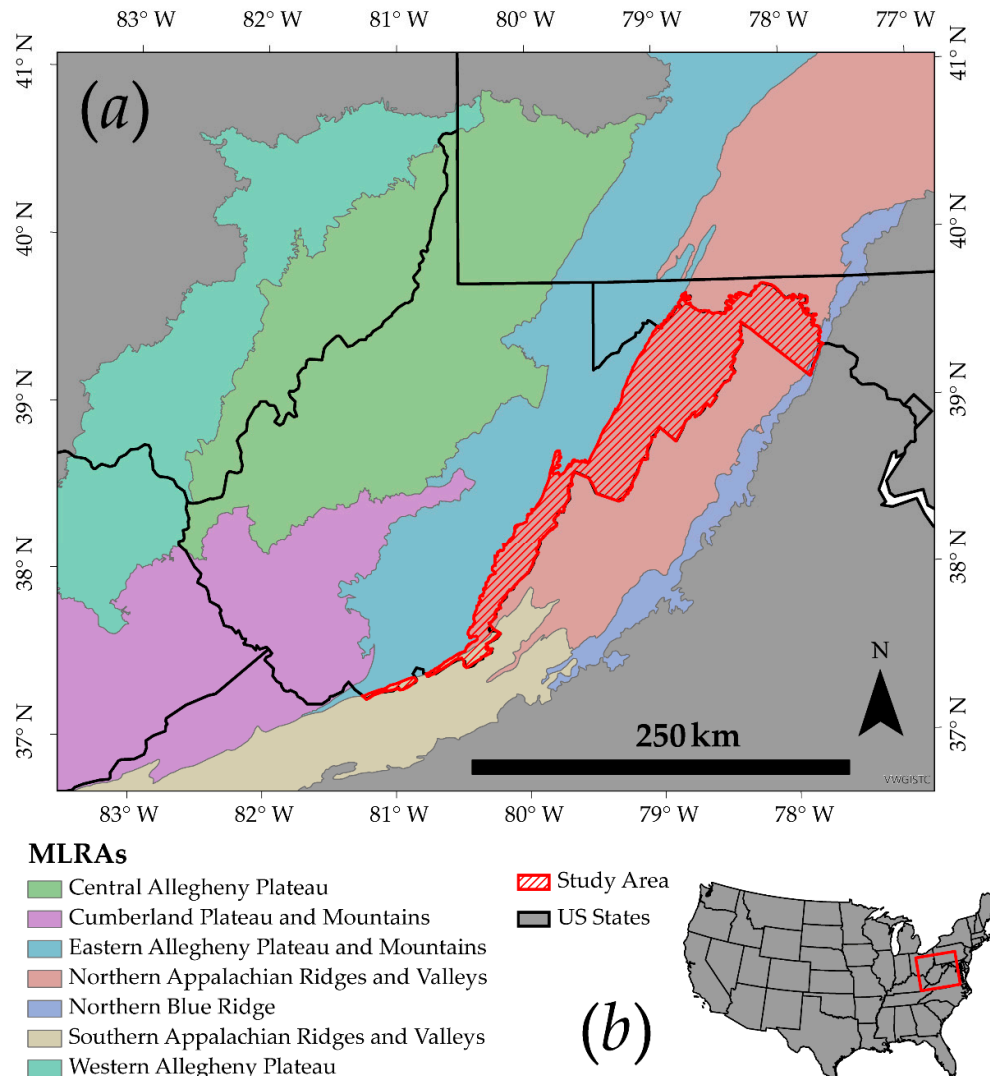 83° W 82° W 81° W 80° W 79° W 78° W 77° W
41° N 41° N
(a)
40° N 40° N
39° N 39° N
38° N 38° N
N
37° N 37° N
250 km
VWGISTC
83° W 82° W 81° W 80° W 79° W 78° W
MLRAs
Central Allegheny Plateau
Cumberland Plateau and Mountains
Eastern Allegheny Plateau and Mountains
Northern Appalachian Ridges and Valleys
Northern Blue Ridge
Southern Appalachian Ridges and Valleys
Western Allegheny Plateau
Study Area
US States
(b)